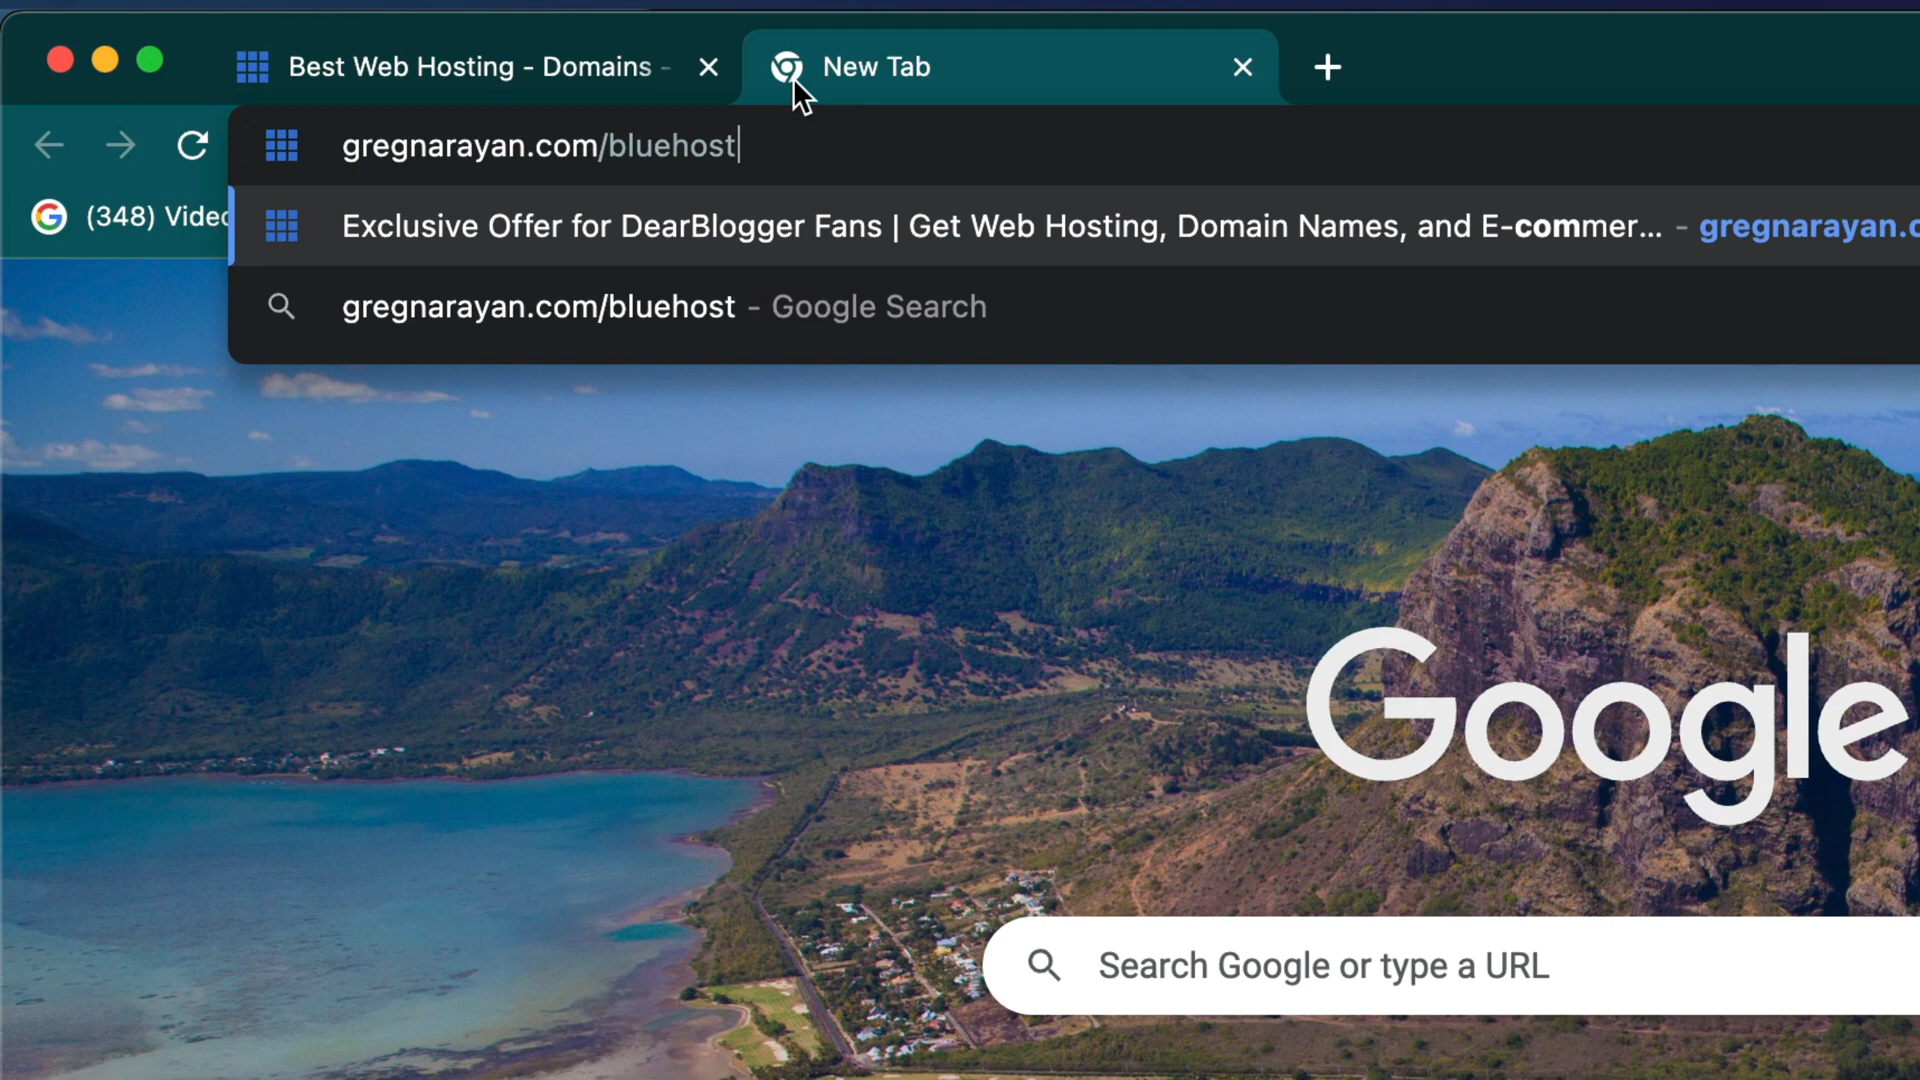 Best Web Hosting - Domains -
New Tab
gregnarayan.com/bluehost
(348) Video
Exclusive Offer for DearBlogger Fans | Get Web Hosting, Domain Names, and E-commer... - gregnarayan.c
gregnarayan.com/bluehost - Google Search
Google
Search Google or type a URL